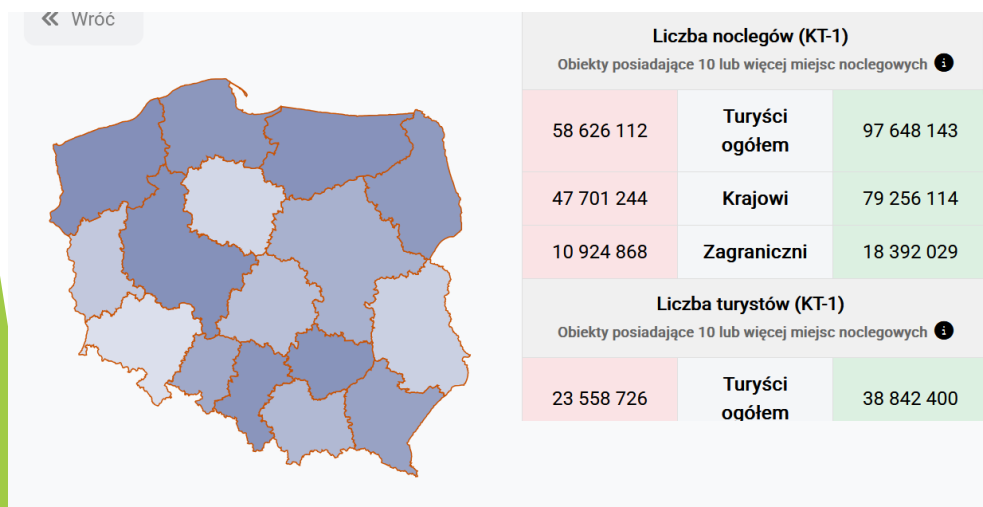 Wróć
Liczba noclegów (KT-1)
Obiekty posiadające 10 lub więcej miejsc noclegowych
58 626 112 Turyści ogółem 97 648 143
47 701 244 Krajowi 79 256 114
10 924 868 Zagraniczni 18 392 029
Liczba turystów (KT-1)
Obiekty posiadające 10 lub więcej miejsc noclegowych
23 558 726 Turyści ogółem 38 842 400